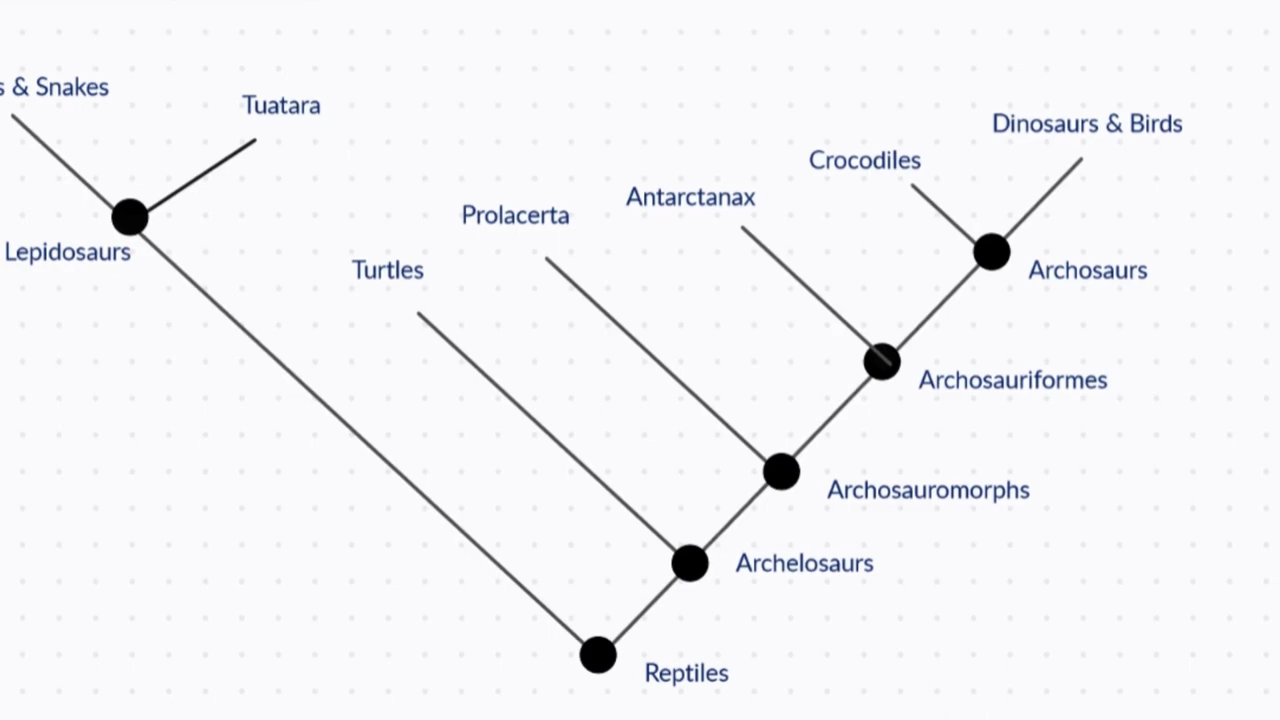 s & Snakes
Tuatara
Dinosaurs & Birds
Crocodiles
Antarctanax
Prolacerta
Lepidosaurs
Turtles
Archosaurs
Archosauriformes
Archosauromorphs
Archelosaurs
Reptiles